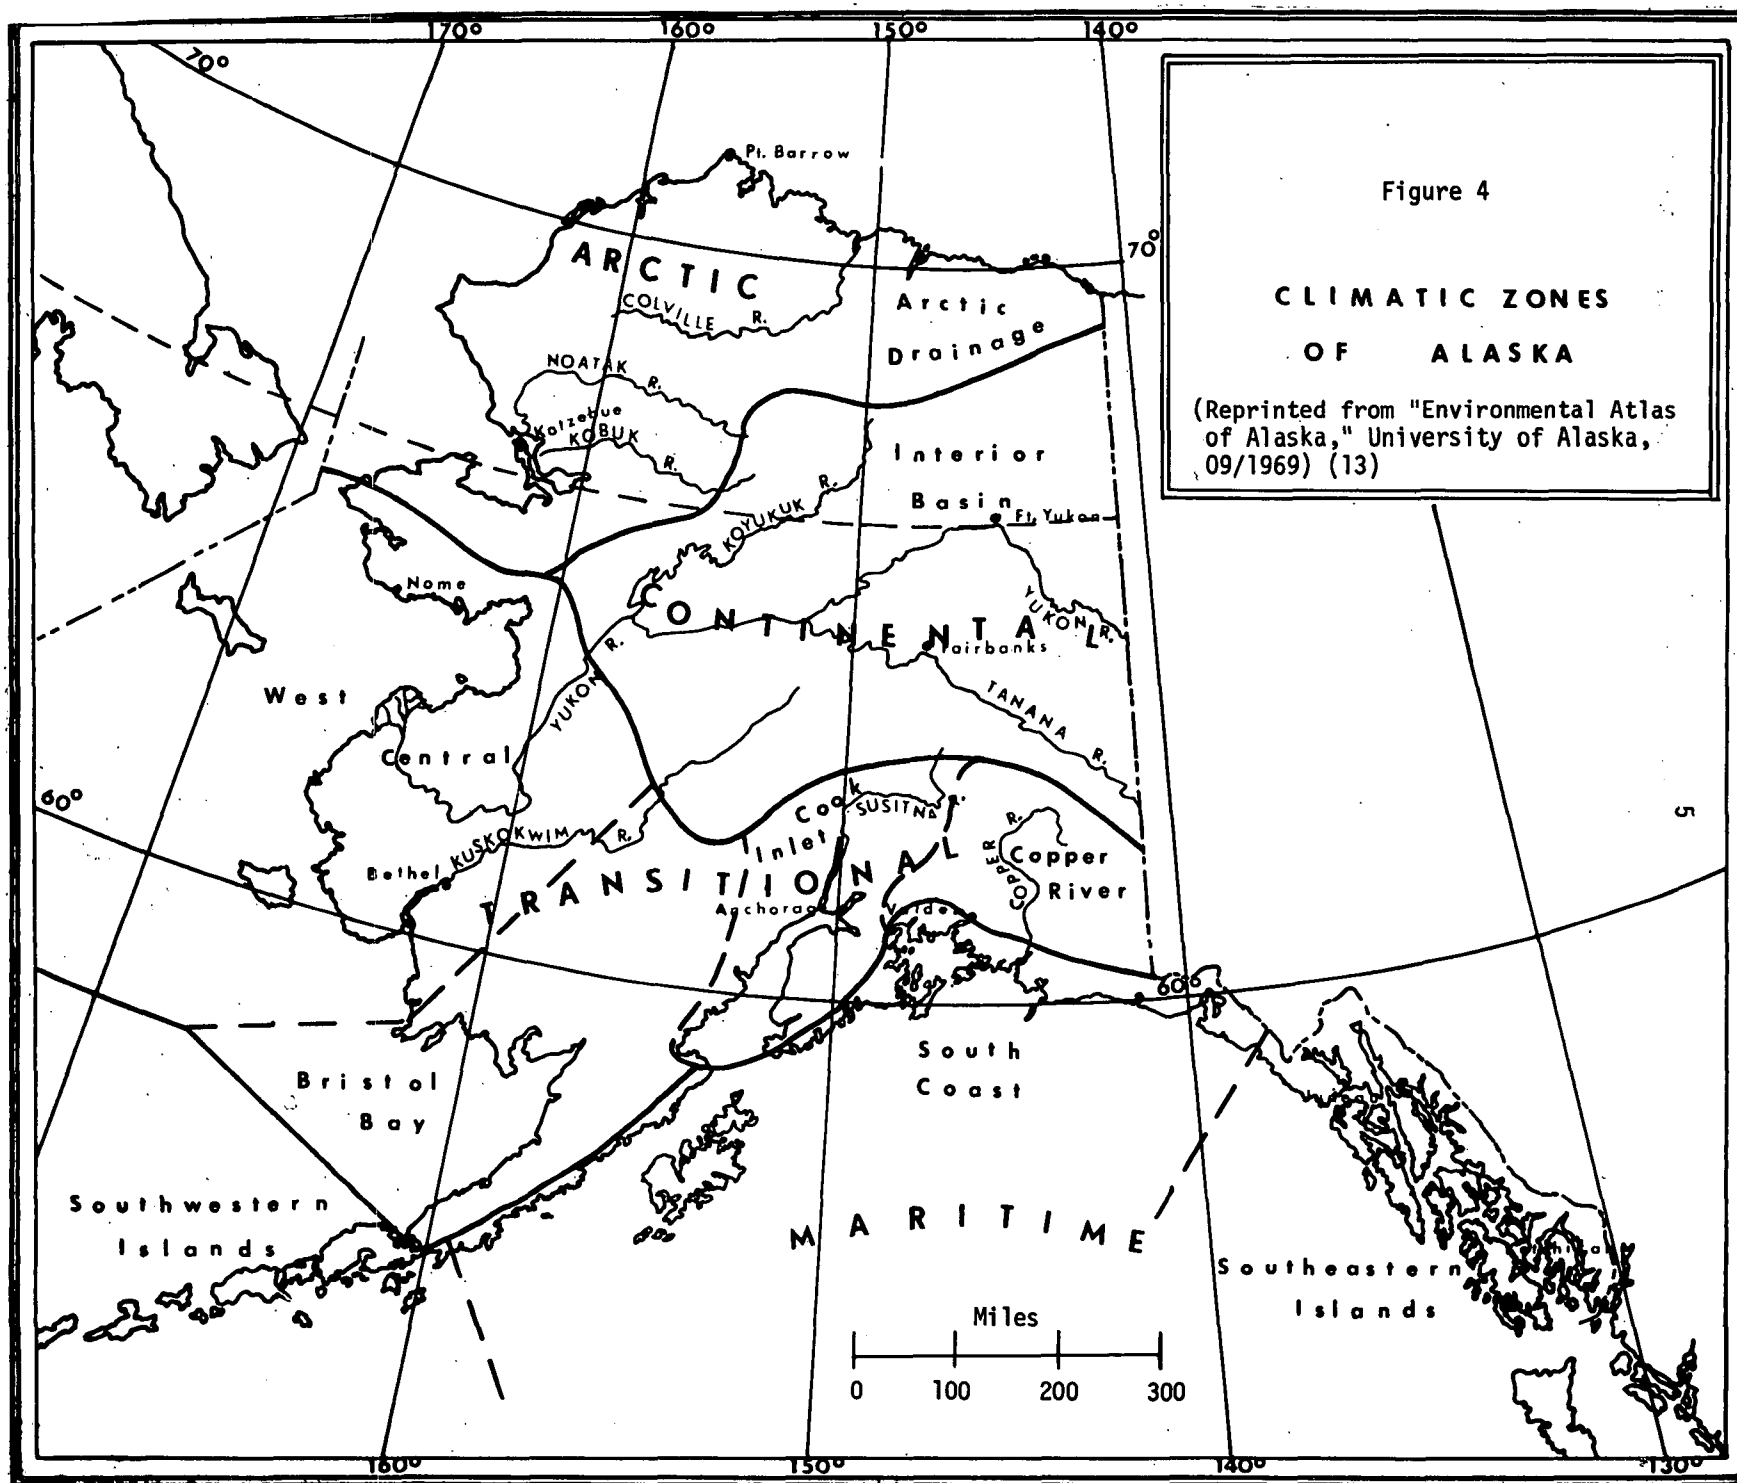 170°
160°
150°
140°
70°
Pt. Barrow
Figure 4
70°
ARCTIC
CLIMATIC ZONES
OF ALASKA
COLVILLE R.
Arctic
Drainage
NOATAK R.
Kotzebue
KOBUK R.
(Reprinted from "Environmental Atlas
of Alaska," University of Alaska,
09/1969) (13)
Interior
Basin
KOYUKUK R.
Ft. Yukon
Nome
CONTINENTAL
YUKON R.
Fairbanks
YUKON R.
West
Central
TANANA R.
60°
Cook
Inlet
SUSITNA R.
5
KUSKOKWIM R.
Bethel
COPPER R.
Copper
River
TRANSITIONAL
Anchorage
Valdez
60°
South
Coast
Bristol
Bay
Southwestern
Islands
MARITIME
Southeastern
Islands
Miles
0 100 200 300
160°
150°
140°
130°